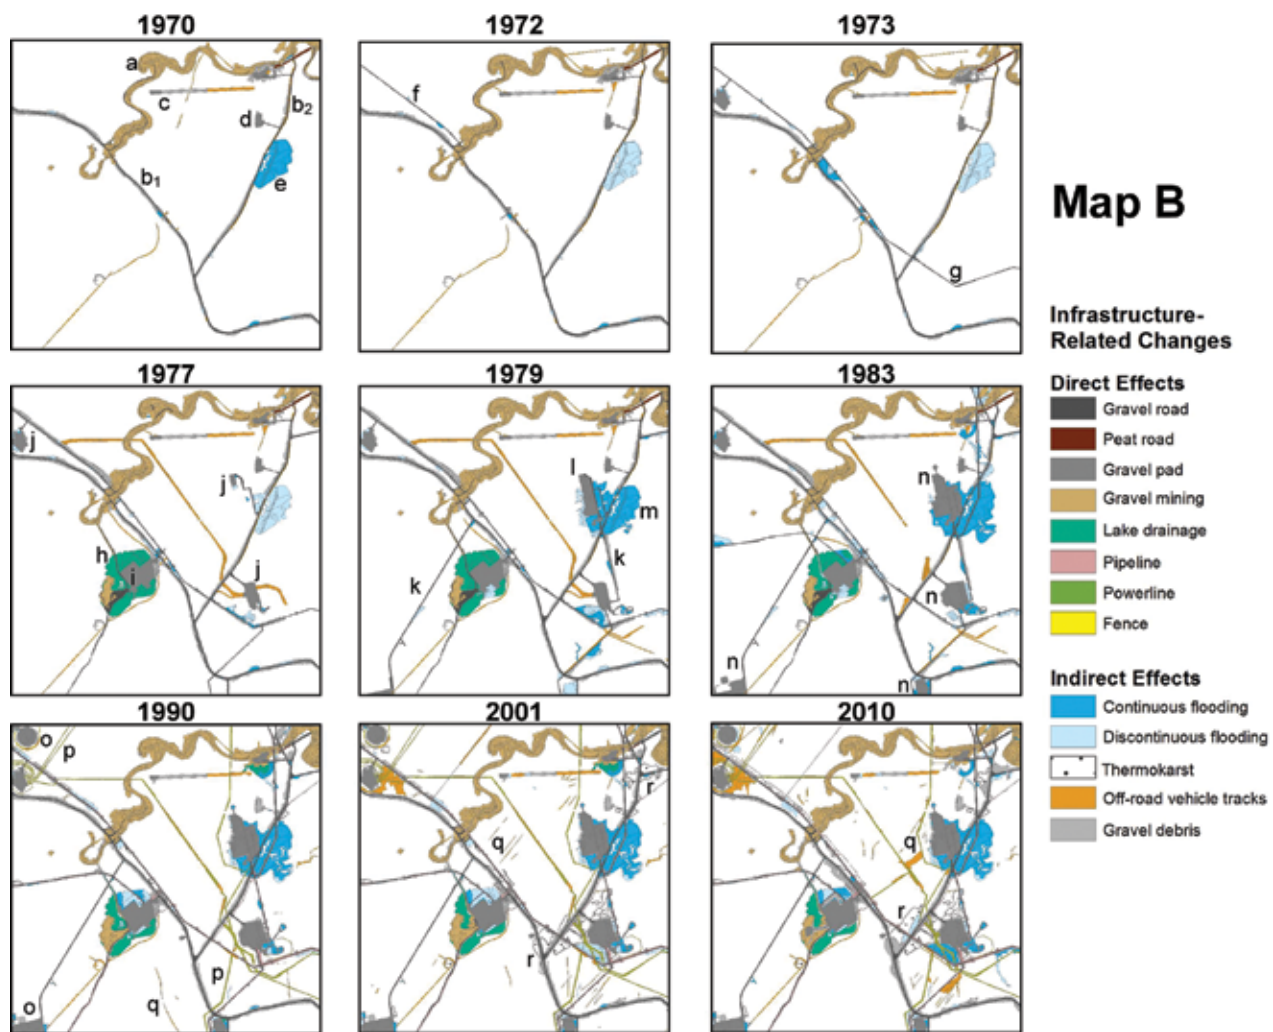 1970
1972
1973
a
c
b2
d
b1
e
f
g
Map B
Infrastructure-
Related Changes
Direct Effects
Gravel road
Peat road
Gravel pad
Gravel mining
Lake drainage
Pipeline
Powerline
Fence
Indirect Effects
Continuous flooding
Discontinuous flooding
Thermokarst
Off-road vehicle tracks
Gravel debris
1977
1979
1983
j
j
h
i
j
l
m
k
k
n
n
n
n
1990
2001
2010
o
p
p
o
q
q
r
r
q
r